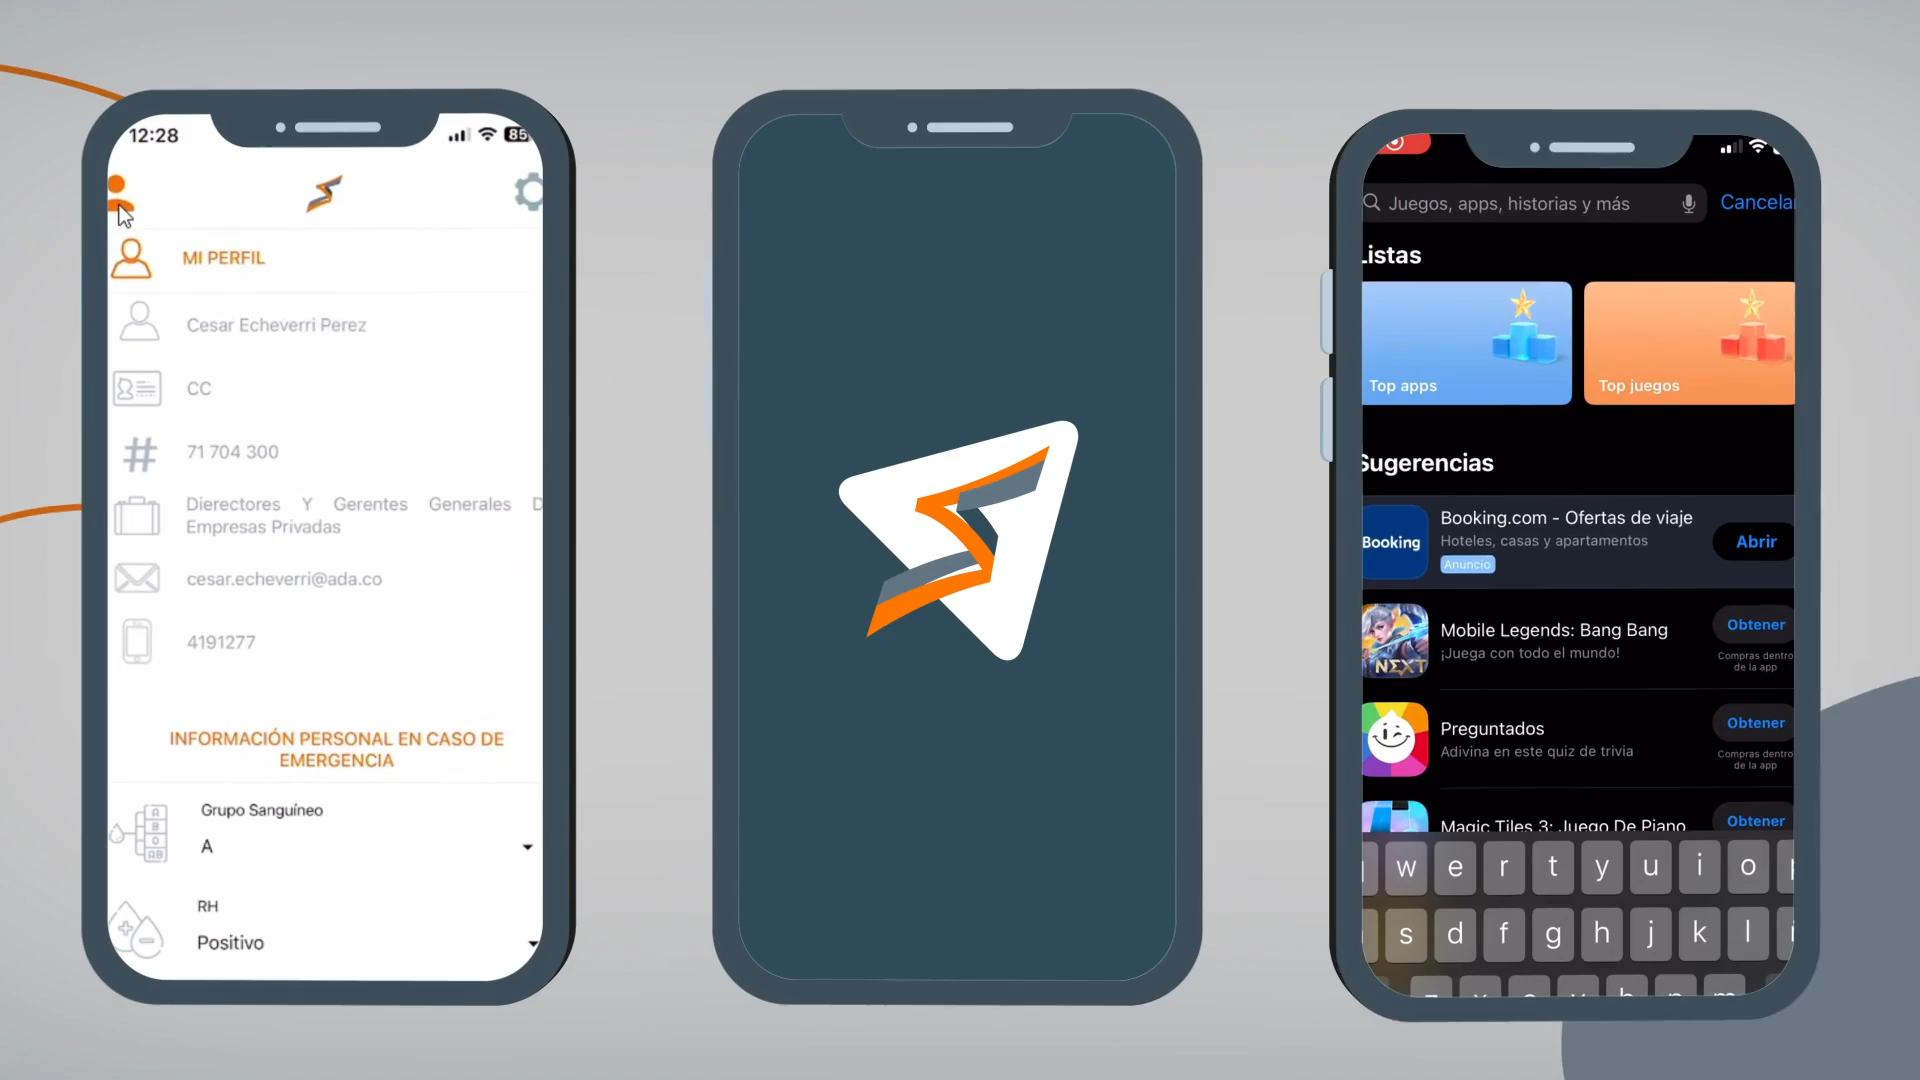 12:28
85
MI PERFIL
Cesar Echeverri Perez
CC
71 704 300
Dierectores Y Gerentes Generales D
Empresas Privadas
cesar.echeverri@ada.co
4191277
INFORMACIÓN PERSONAL EN CASO DE
EMERGENCIA
Grupo Sanguíneo
A
RH
Positivo
Juegos, apps, historias y más
Cancelar
Listas
Top apps
Top juegos
Sugerencias
Booking
Booking.com - Ofertas de viaje
Hoteles, casas y apartamentos
Anuncio
Abrir
NEXT
Mobile Legends: Bang Bang
¡Juega con todo el mundo!
Obtener
Compras dentro
de la app
Preguntados
Adivina en este quiz de trivia
Obtener
Compras dentro
de la app
Magic Tiles 3: Juego De Piano
Obtener
w e r t y u i o p
s d f g h j k l
z x c v b n m